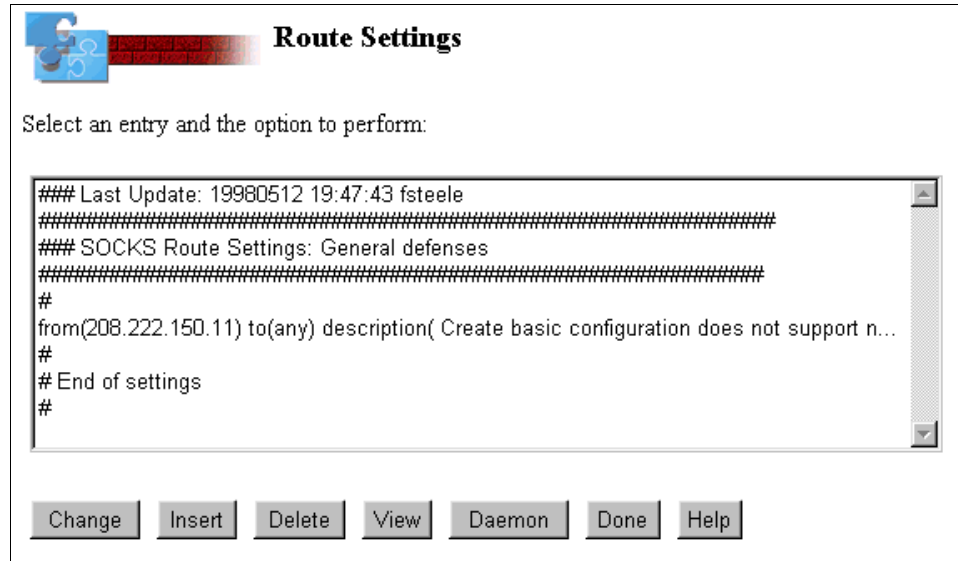 Route Settings
Select an entry and the option to perform:
### Last Update: 19980512 19:47:43 fsteele
################################################################
### SOCKS Route Settings: General defenses
###############################################################
#
from(208.222.150.11) to(any) description( Create basic configuration does not support n...
#
# End of settings
#
Change Insert Delete View Daemon Done Help